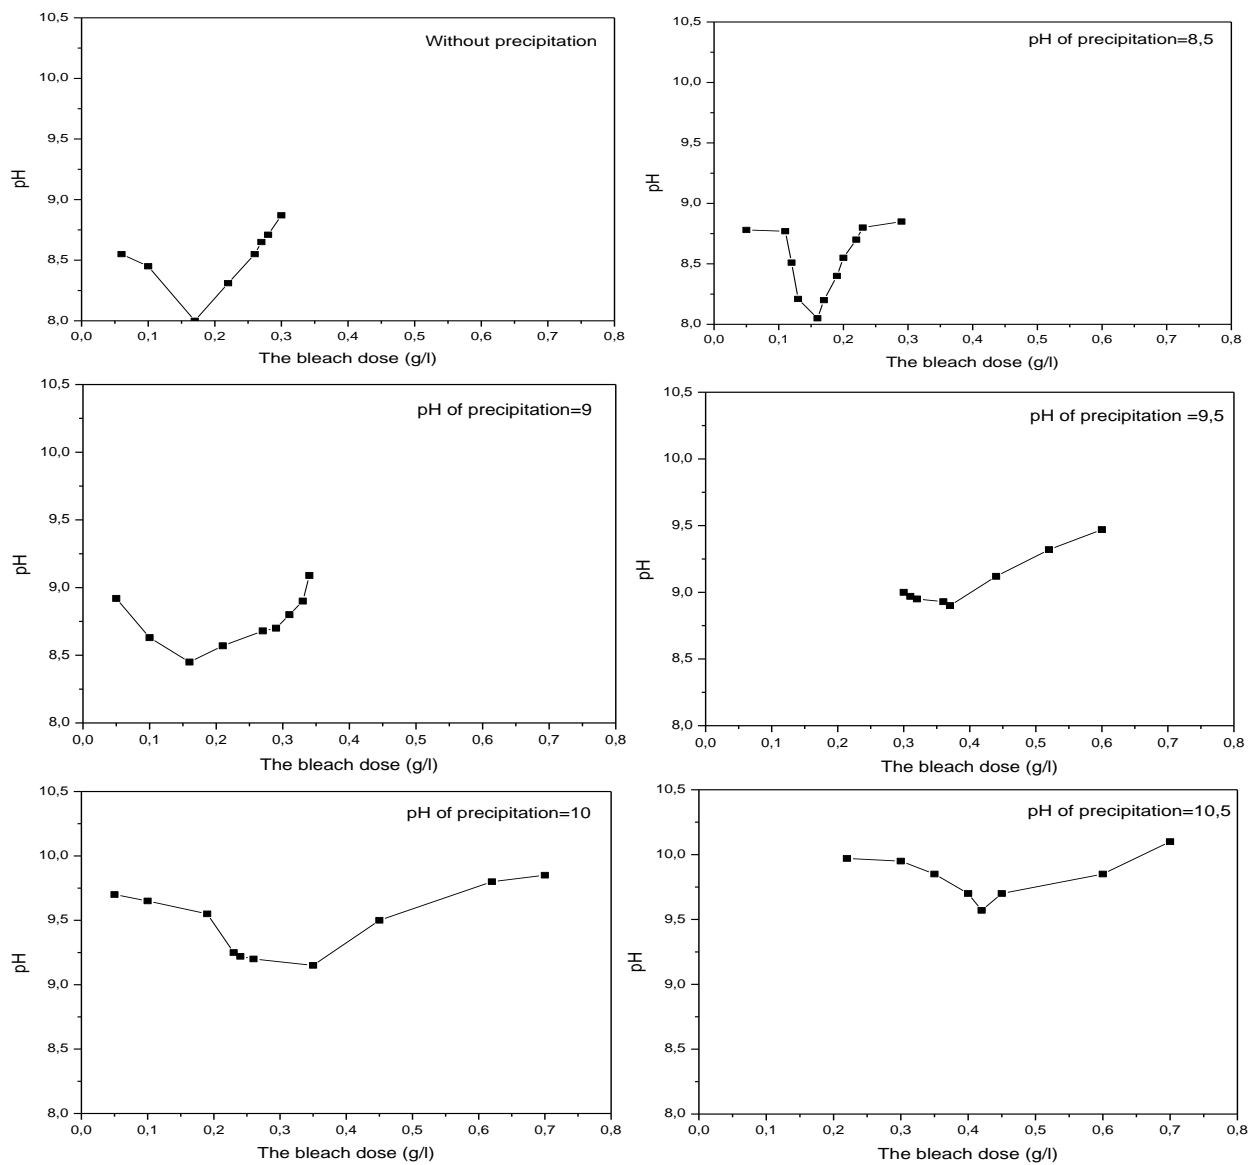 Without precipitation
10,5
10,0
9,5
9,0
8,5
8,0
pH
0,0 0,1 0,2 0,3 0,4 0,5 0,6 0,7 0,8
The bleach dose (g/l)
pH of precipitation=8,5
10,5
10,0
9,5
9,0
8,5
8,0
pH
0,0 0,1 0,2 0,3 0,4 0,5 0,6 0,7 0,8
The bleach dose (g/l)
pH of precipitation=9
10,5
10,0
9,5
9,0
8,5
8,0
pH
0,0 0,1 0,2 0,3 0,4 0,5 0,6 0,7 0,8
The bleach dose (g/l)
pH of precipitation =9,5
10,5
10,0
9,5
9,0
8,5
8,0
pH
0,0 0,1 0,2 0,3 0,4 0,5 0,6 0,7 0,8
The bleach dose (g/l)
pH of precipitation=10
10,5
10,0
9,5
9,0
8,5
8,0
pH
0,0 0,1 0,2 0,3 0,4 0,5 0,6 0,7 0,8
The bleach dose (g/l)
pH of precipitation=10,5
10,5
10,0
9,5
9,0
8,5
8,0
pH
0,0 0,1 0,2 0,3 0,4 0,5 0,6 0,7 0,8
The bleach dose (g/l)